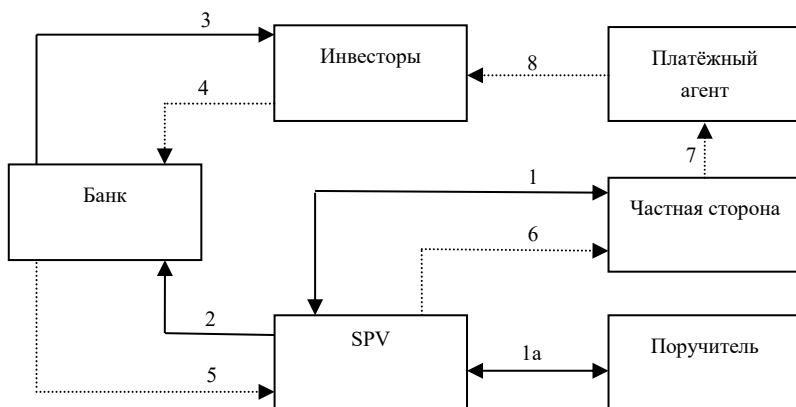 3
Инвесторы
Платёжный
агент
8
4
7
Банк
1
Частная сторона
6
2
SPV
1а
Поручитель
5